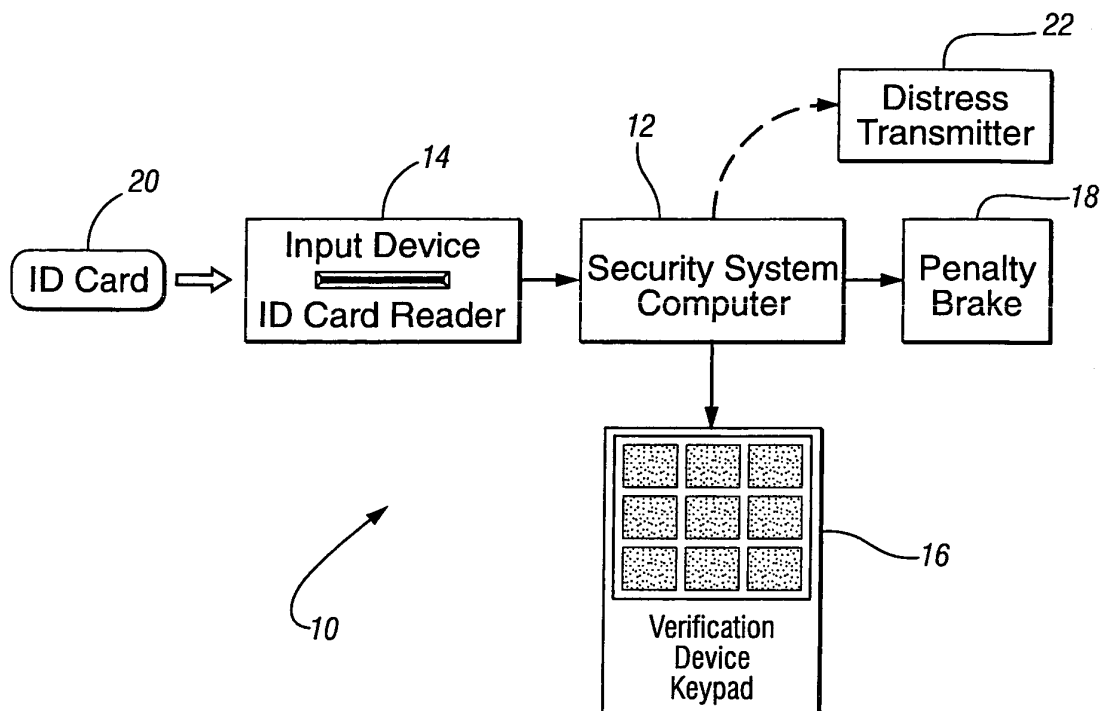 22
Distress
Transmitter
12
14
20
18
ID Card
Input Device
ID Card Reader
Security System
Computer
Penalty
Brake
16
10
Verification
Device
Keypad